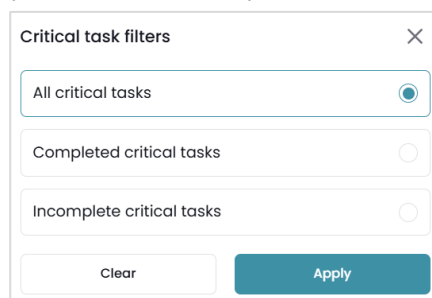 Critical task filters
All critical tasks
Completed critical tasks
Incomplete critical tasks
Clear
Apply